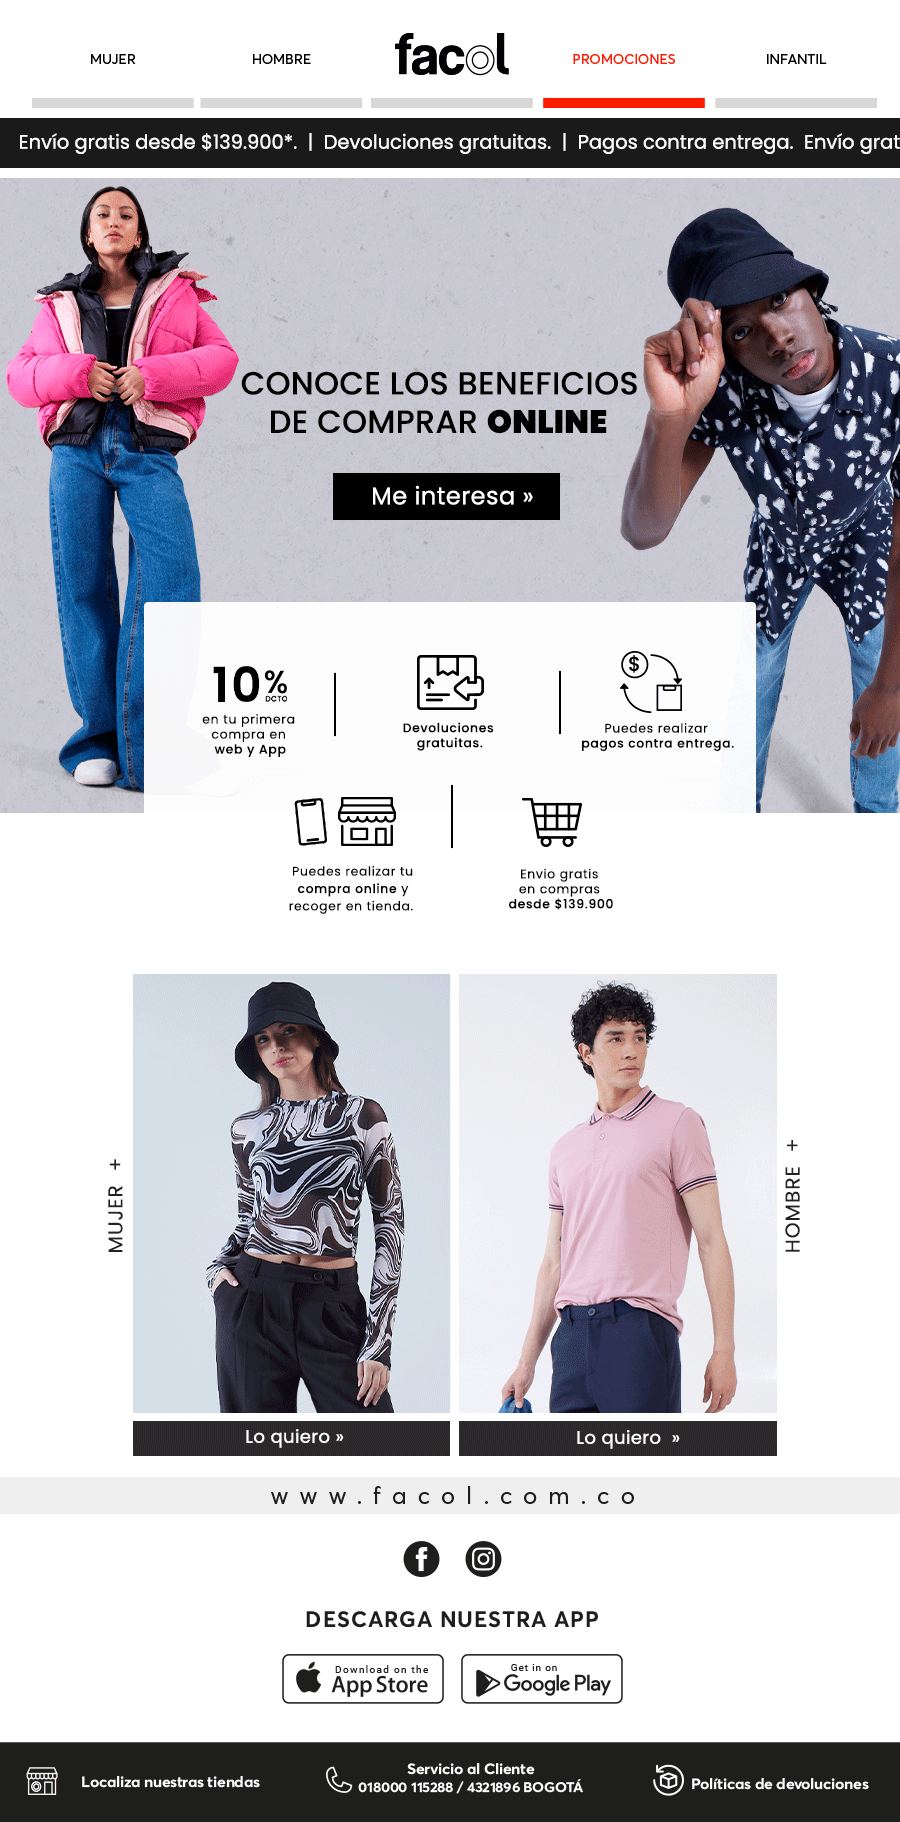 MUJER
HOMBRE
facol
PROMOCIONES
INFANTIL
Envío gratis desde $139.900*. | Devoluciones gratuitas. | Pagos contra entrega. Envío grat
CONOCE LOS BENEFICIOS
DE COMPRAR ONLINE
Me interesa »
10%
DCTO
en tu primera
compra en
web y App
Devoluciones
gratuitas.
$
Puedes realizar
pagos contra entrega.
Puedes realizar tu
compra online y
recoger en tienda.
Envio gratis
en compras
desde $139.900
MUJER +
HOMBRE +
Lo quiero »
Lo quiero »
www.facol.com.co
DESCARGA NUESTRA APP
Download on the
App Store
Get in on
Google Play
Localiza nuestras tiendas
Servicio al Cliente
018000 115288 / 4321896 BOGOTÁ
Políticas de devoluciones